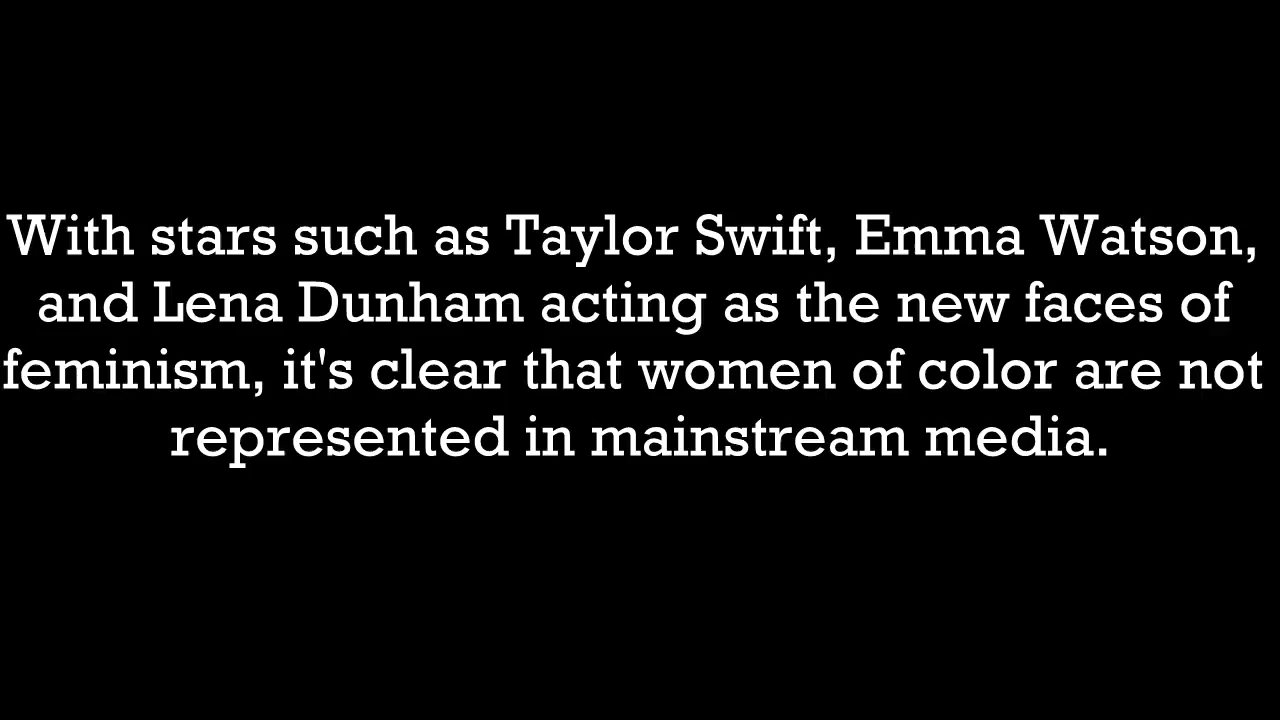 With stars such as Taylor Swift, Emma Watson,
and Lena Dunham acting as the new faces of
feminism, it's clear that women of color are not
represented in mainstream media.